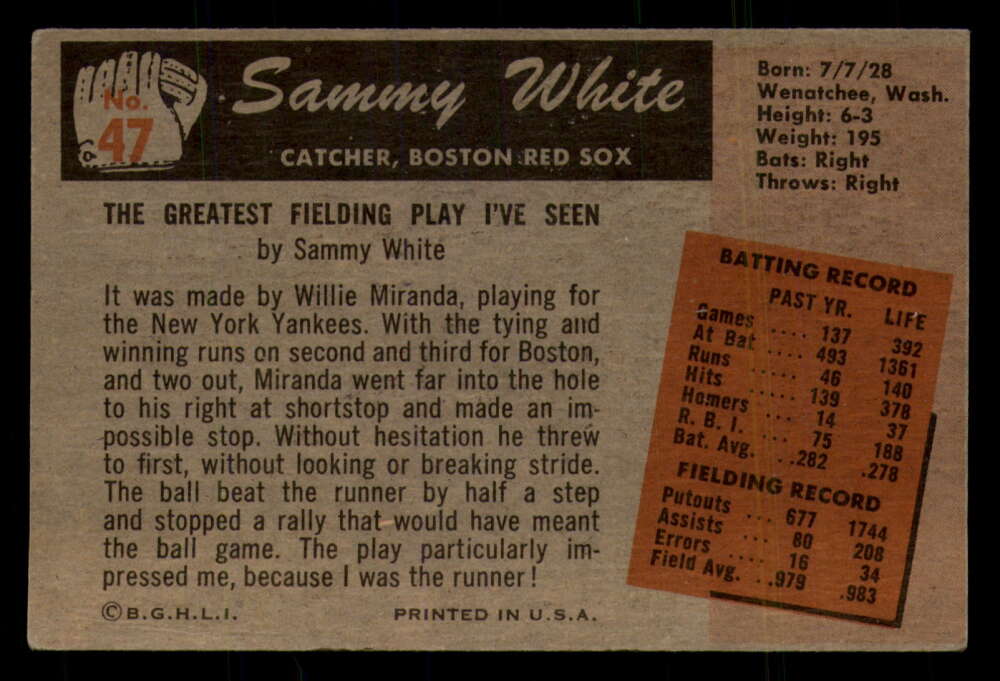 No.
47
Sammy White
CATCHER, BOSTON RED SOX
Born: 7/7/28
Wenatchee, Wash.
Height: 6-3
Weight: 195
Bats: Right
Throws: Right
THE GREATEST FIELDING PLAY I'VE SEEN
by Sammy White
It was made by Willie Miranda, playing for
the New York Yankees. With the tying and
winning runs on second and third for Boston,
and two out, Miranda went far into the hole
to his right at shortstop and made an im-
possible stop. Without hesitation he threw
to first, without looking or breaking stride.
The ball beat the runner by half a step
and stopped a rally that would have meant
the ball game. The play particularly im-
pressed me, because I was the runner!
© B.G.H.L.I. PRINTED IN U.S.A.
BATTING RECORD
PAST YR. LIFE
Games .... 137 392
At Bat .... 493 1361
Runs ..... 46 140
Hits ..... 139 378
Homers ... 14 37
R. B. I. ... 75 188
Bat. Avg. ..282 .278
FIELDING RECORD
Putouts ... 677 1744
Assists ... 80 208
Errors .... 16 34
Field Avg. ..979 .983